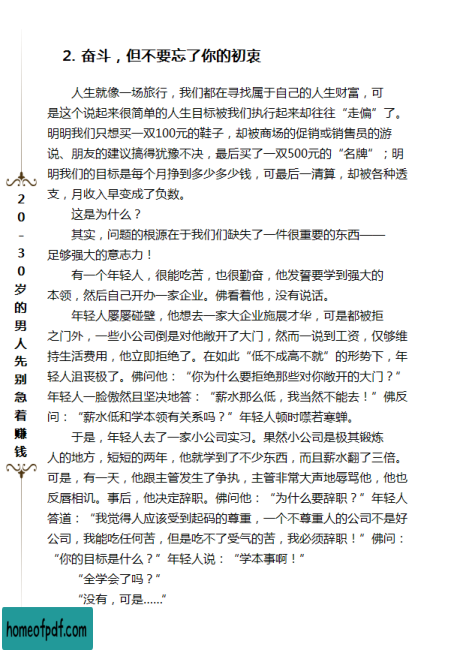 2. 奋斗，但不要忘了你的初衷
人生就像一场旅行，我们都在寻找属于自己的人生财富，可
是这个说起来很简单的人生目标被我们执行起来却往往“走偏”了。
明明我们只想买一双100元的鞋子，却被商场的促销或销售员的游
说、朋友的建议搞得犹豫不决，最后买了一双500元的“名牌”；明
明我们的目标是每个月挣到多少多少钱，可最后一清算，却被各种透
支，月收入早变成了负数。
这是为什么？
其实，问题的根源在于我们们缺失了一件很重要的东西——
足够强大的意志力！
有一个年轻人，很能吃苦，也很勤奋，他发誓要学到强大的
本领，然后自己开办一家企业。佛看着他，没有说话。
年轻人屡屡碰壁，他想去一家大企业施展才华，可是都被拒
之门外，一些小公司倒是对他敞开了大门，然而一说到工资，仅够维
持生活费用，他立即拒绝了。在如此“低不成高不就”的形势下，年
轻人沮丧极了。佛问他：“你为什么要拒绝那些对你敞开的大门？”
年轻人一脸傲然且坚决地答：“薪水那么低，我当然不能去！”佛反
问：“薪水低和学本领有关系吗？”年轻人顿时噤若寒蝉。
于是，年轻人去了一家小公司实习。果然小公司是极其锻炼
人的地方，短短的两年，他就学到了不少东西，而且薪水翻了三倍。
可是，有一天，他跟主管发生了争执，主管非常大声地辱骂他，他也
反唇相讥。事后，他决定辞职。佛问他：“为什么要辞职？”年轻人
答道：“我觉得人应该受到起码的尊重，一个不尊重人的公司不是好
公司，我能吃任何苦，但是吃不了受气的苦，我必须辞职！”佛问：
“你的目标是什么？”年轻人说：“学本事啊！”
“全学会了吗？”
“没有，可是……”
20-30岁的男人先别急着赚钱
homeofpdf.com